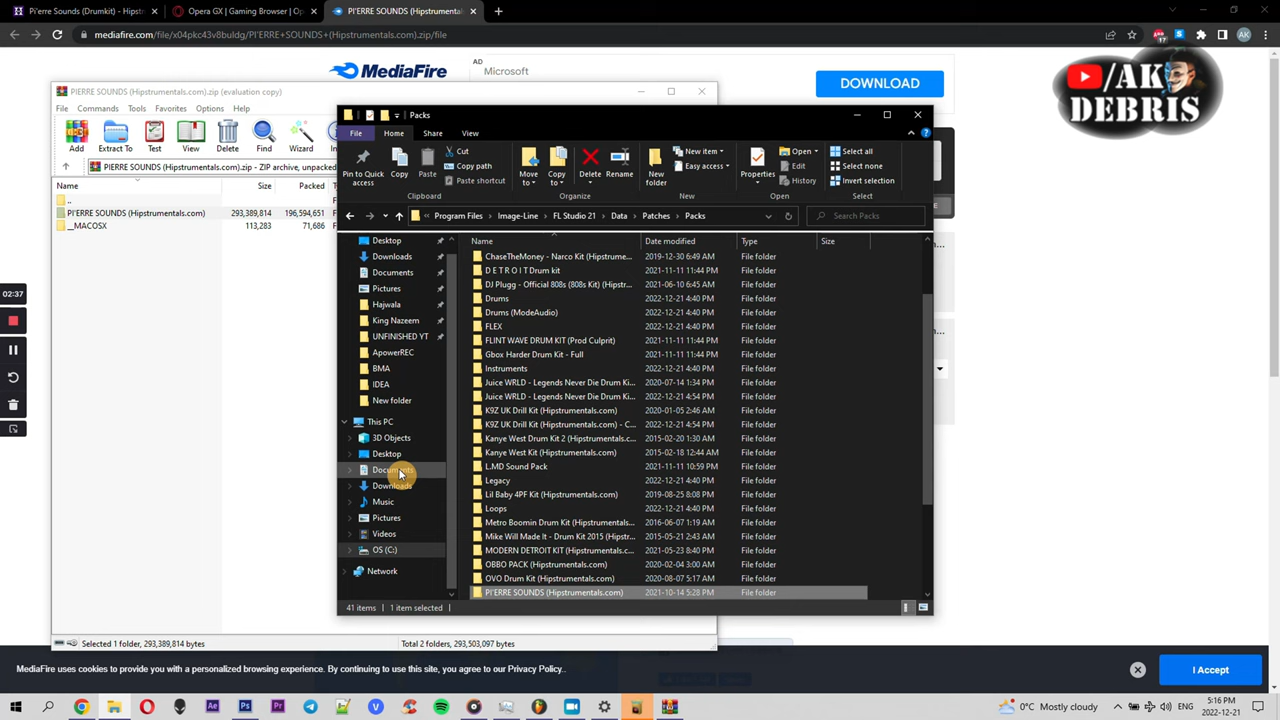 Pi'erre Sounds (Drumkit) - Hipstru
Opera GX | Gaming Browser | Op
PI'ERRE SOUNDS (Hipstrumentals.
mediafire.com/file/x04pkc43v8buldg/PI'ERRE+SOUNDS+(Hipstrumentals.com).zip/file
MediaFire
AD
Microsoft
DOWNLOAD
/AK
DEBRIS
PIERRE SOUNDS (Hipstrumentals.com).zip (evaluation copy)
File Commands Tools Favorites Options Help
Add Extract To Test View Delete Find Wizard
PI'ERRE SOUNDS (Hipstrumentals.com).zip - ZIP archive, unpacked
Name Size Packed
..
PI'ERRE SOUNDS (Hipstrumentals.com) 293,389,814 196,594,651
__MACOSX 113,283 71,686
Selected 1 folder, 293,389,814 bytes
Total 2 folders, 293,503,097 bytes
Packs
File Home Share View
Pin to Quick access
Copy
Paste
Cut
Copy path
Paste shortcut
Clipboard
Move to
Copy to
Delete
Rename
Organize
New folder
New item
Easy access
New
Properties
Open
Edit
History
Open
Select all
Select none
Invert selection
Select
« Program Files > Image-Line > FL Studio 21 > Data > Patches > Packs
Search Packs
Desktop
Downloads
Documents
Pictures
Hajwala
King Nazeem
UNFINISHED YT
ApowerREC
BMA
IDEA
New folder
This PC
3D Objects
Desktop
Documents
Downloads
Music
Pictures
Videos
OS (C:)
Network
Name Date modified Type Size
ChaseTheMoney - Narco Kit (Hipstrume... 2019-12-30 6:49 AM File folder
D E T R O I T Drum kit 2021-11-11 11:44 PM File folder
DJ Plugg - Official 808s (808s Kit) (Hipstr... 2021-06-10 6:45 AM File folder
Drums 2022-12-21 4:40 PM File folder
Drums (ModeAudio) 2022-12-21 4:40 PM File folder
FLEX 2022-12-21 4:40 PM File folder
FLINT WAVE DRUM KIT (Prod Culprit) 2021-11-11 11:44 PM File folder
Gbox Harder Drum Kit - Full 2021-11-11 11:44 PM File folder
Instruments 2022-12-21 4:40 PM File folder
Juice WRLD - Legends Never Die Drum Ki... 2020-07-14 1:34 PM File folder
Juice WRLD - Legends Never Die Drum Ki... 2022-12-21 4:54 PM File folder
K9Z UK Drill Kit (Hipstrumentals.com) 2020-01-05 2:46 AM File folder
K9Z UK Drill Kit (Hipstrumentals.com) - C... 2022-12-21 4:54 PM File folder
Kanye West Drum Kit 2 (Hipstrumentals.c... 2015-02-20 1:30 AM File folder
Kanye West Kit (Hipstrumentals.com) 2015-02-18 12:44 AM File folder
L.MD Sound Pack 2021-11-11 10:59 PM File folder
Legacy 2022-12-21 4:40 PM File folder
Lil Baby 4PF Kit (Hipstrumentals.com) 2019-08-25 8:08 PM File folder
Loops 2022-12-21 4:40 PM File folder
Metro Boomin Drum Kit (Hipstrumentals... 2016-06-07 1:19 AM File folder
Mike Will Made It - Drum Kit 2015 (Hipstr... 2015-05-21 2:43 AM File folder
MODERN DETROIT KIT (Hipstrumentals.c... 2021-05-23 8:40 PM File folder
OBBO PACK (Hipstrumentals.com) 2020-02-04 3:00 AM File folder
OVO Drum Kit (Hipstrumentals.com) 2020-08-07 5:17 AM File folder
PI'ERRE SOUNDS (Hipstrumentals.com) 2021-10-14 5:28 PM File folder
41 items 1 item selected
02:37
MediaFire uses cookies to provide you with a personalized browsing experience. By continuing to use this site, you agree to our Privacy Policy..
I Accept
0°C Mostly cloudy
ENG
5:16 PM
2022-12-21